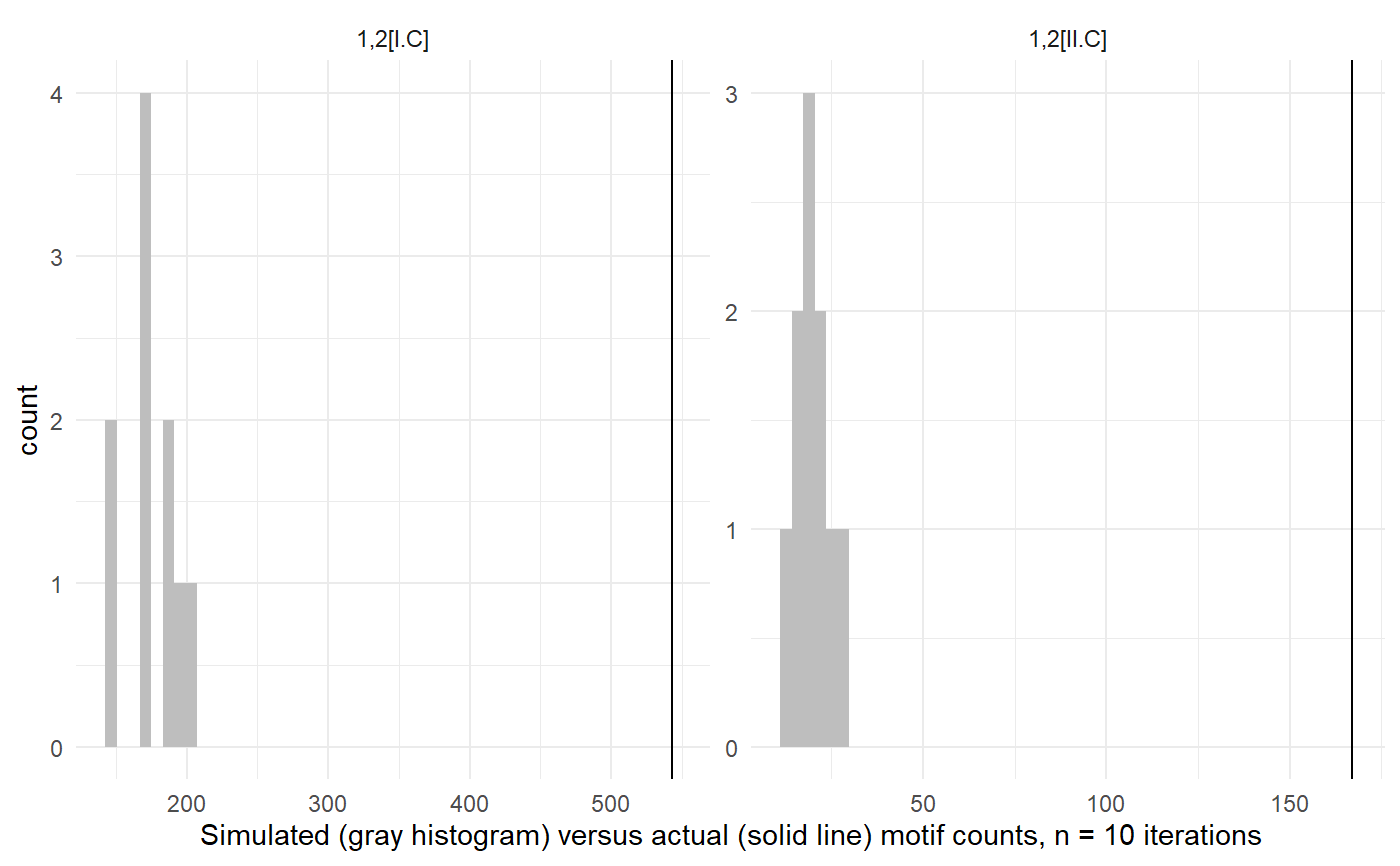 1,2[I.C]
1,2[II.C]
count
4
3
2
1
0
3
2
1
0
200 300 400 500
50 100 150
Simulated (gray histogram) versus actual (solid line) motif counts, n = 10 iterations